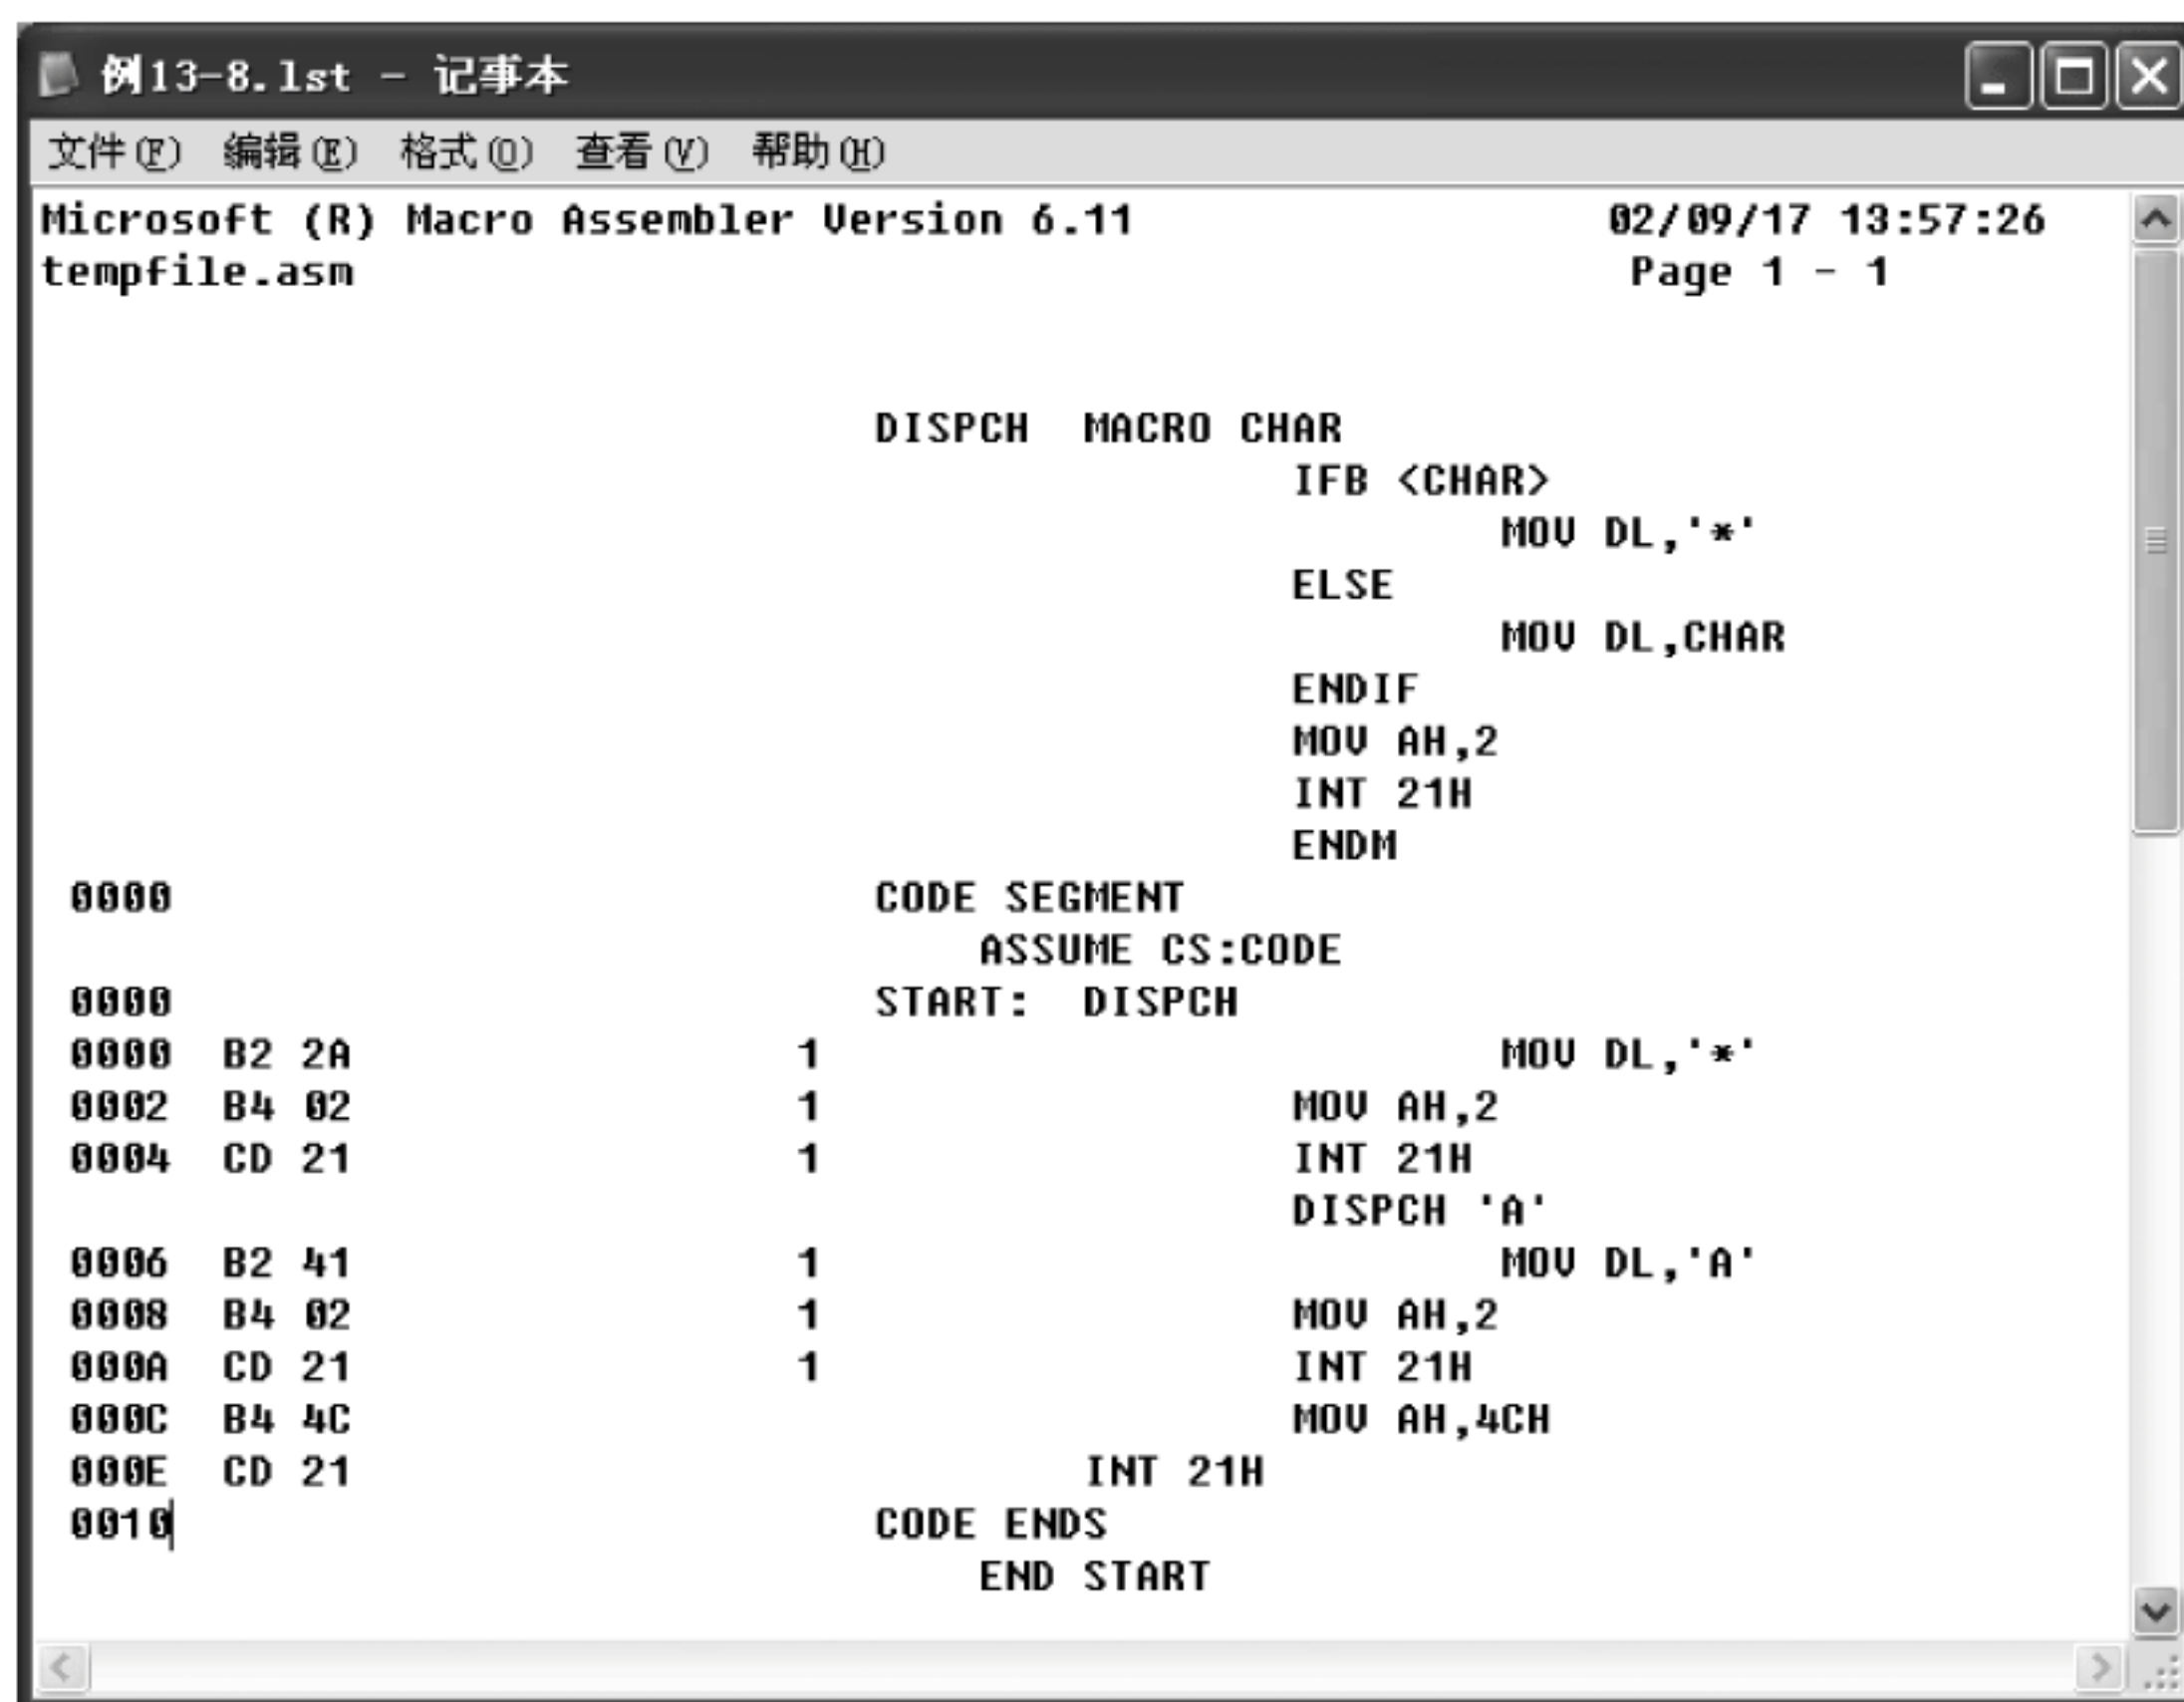 例13-8.lst - 记事本
文件(F) 编辑(E) 格式(O) 查看(V) 帮助(H)
Microsoft (R) Macro Assembler Version 6.11 02/09/17 13:57:26
tempfile.asm Page 1 - 1
DISPCH MACRO CHAR
IFB <CHAR>
MOV DL,'*'
ELSE
MOV DL,CHAR
ENDIF
MOV AH,2
INT 21H
ENDM
0000 CODE SEGMENT
ASSUME CS:CODE
0000 START: DISPCH
0000 B2 2A 1 MOV DL,'*'
0002 B4 02 1 MOV AH,2
0004 CD 21 1 INT 21H
DISPCH 'A'
0006 B2 41 1 MOV DL,'A'
0008 B4 02 1 MOV AH,2
000A CD 21 1 INT 21H
000C B4 4C MOV AH,4CH
000E CD 21 INT 21H
0010 CODE ENDS
END START